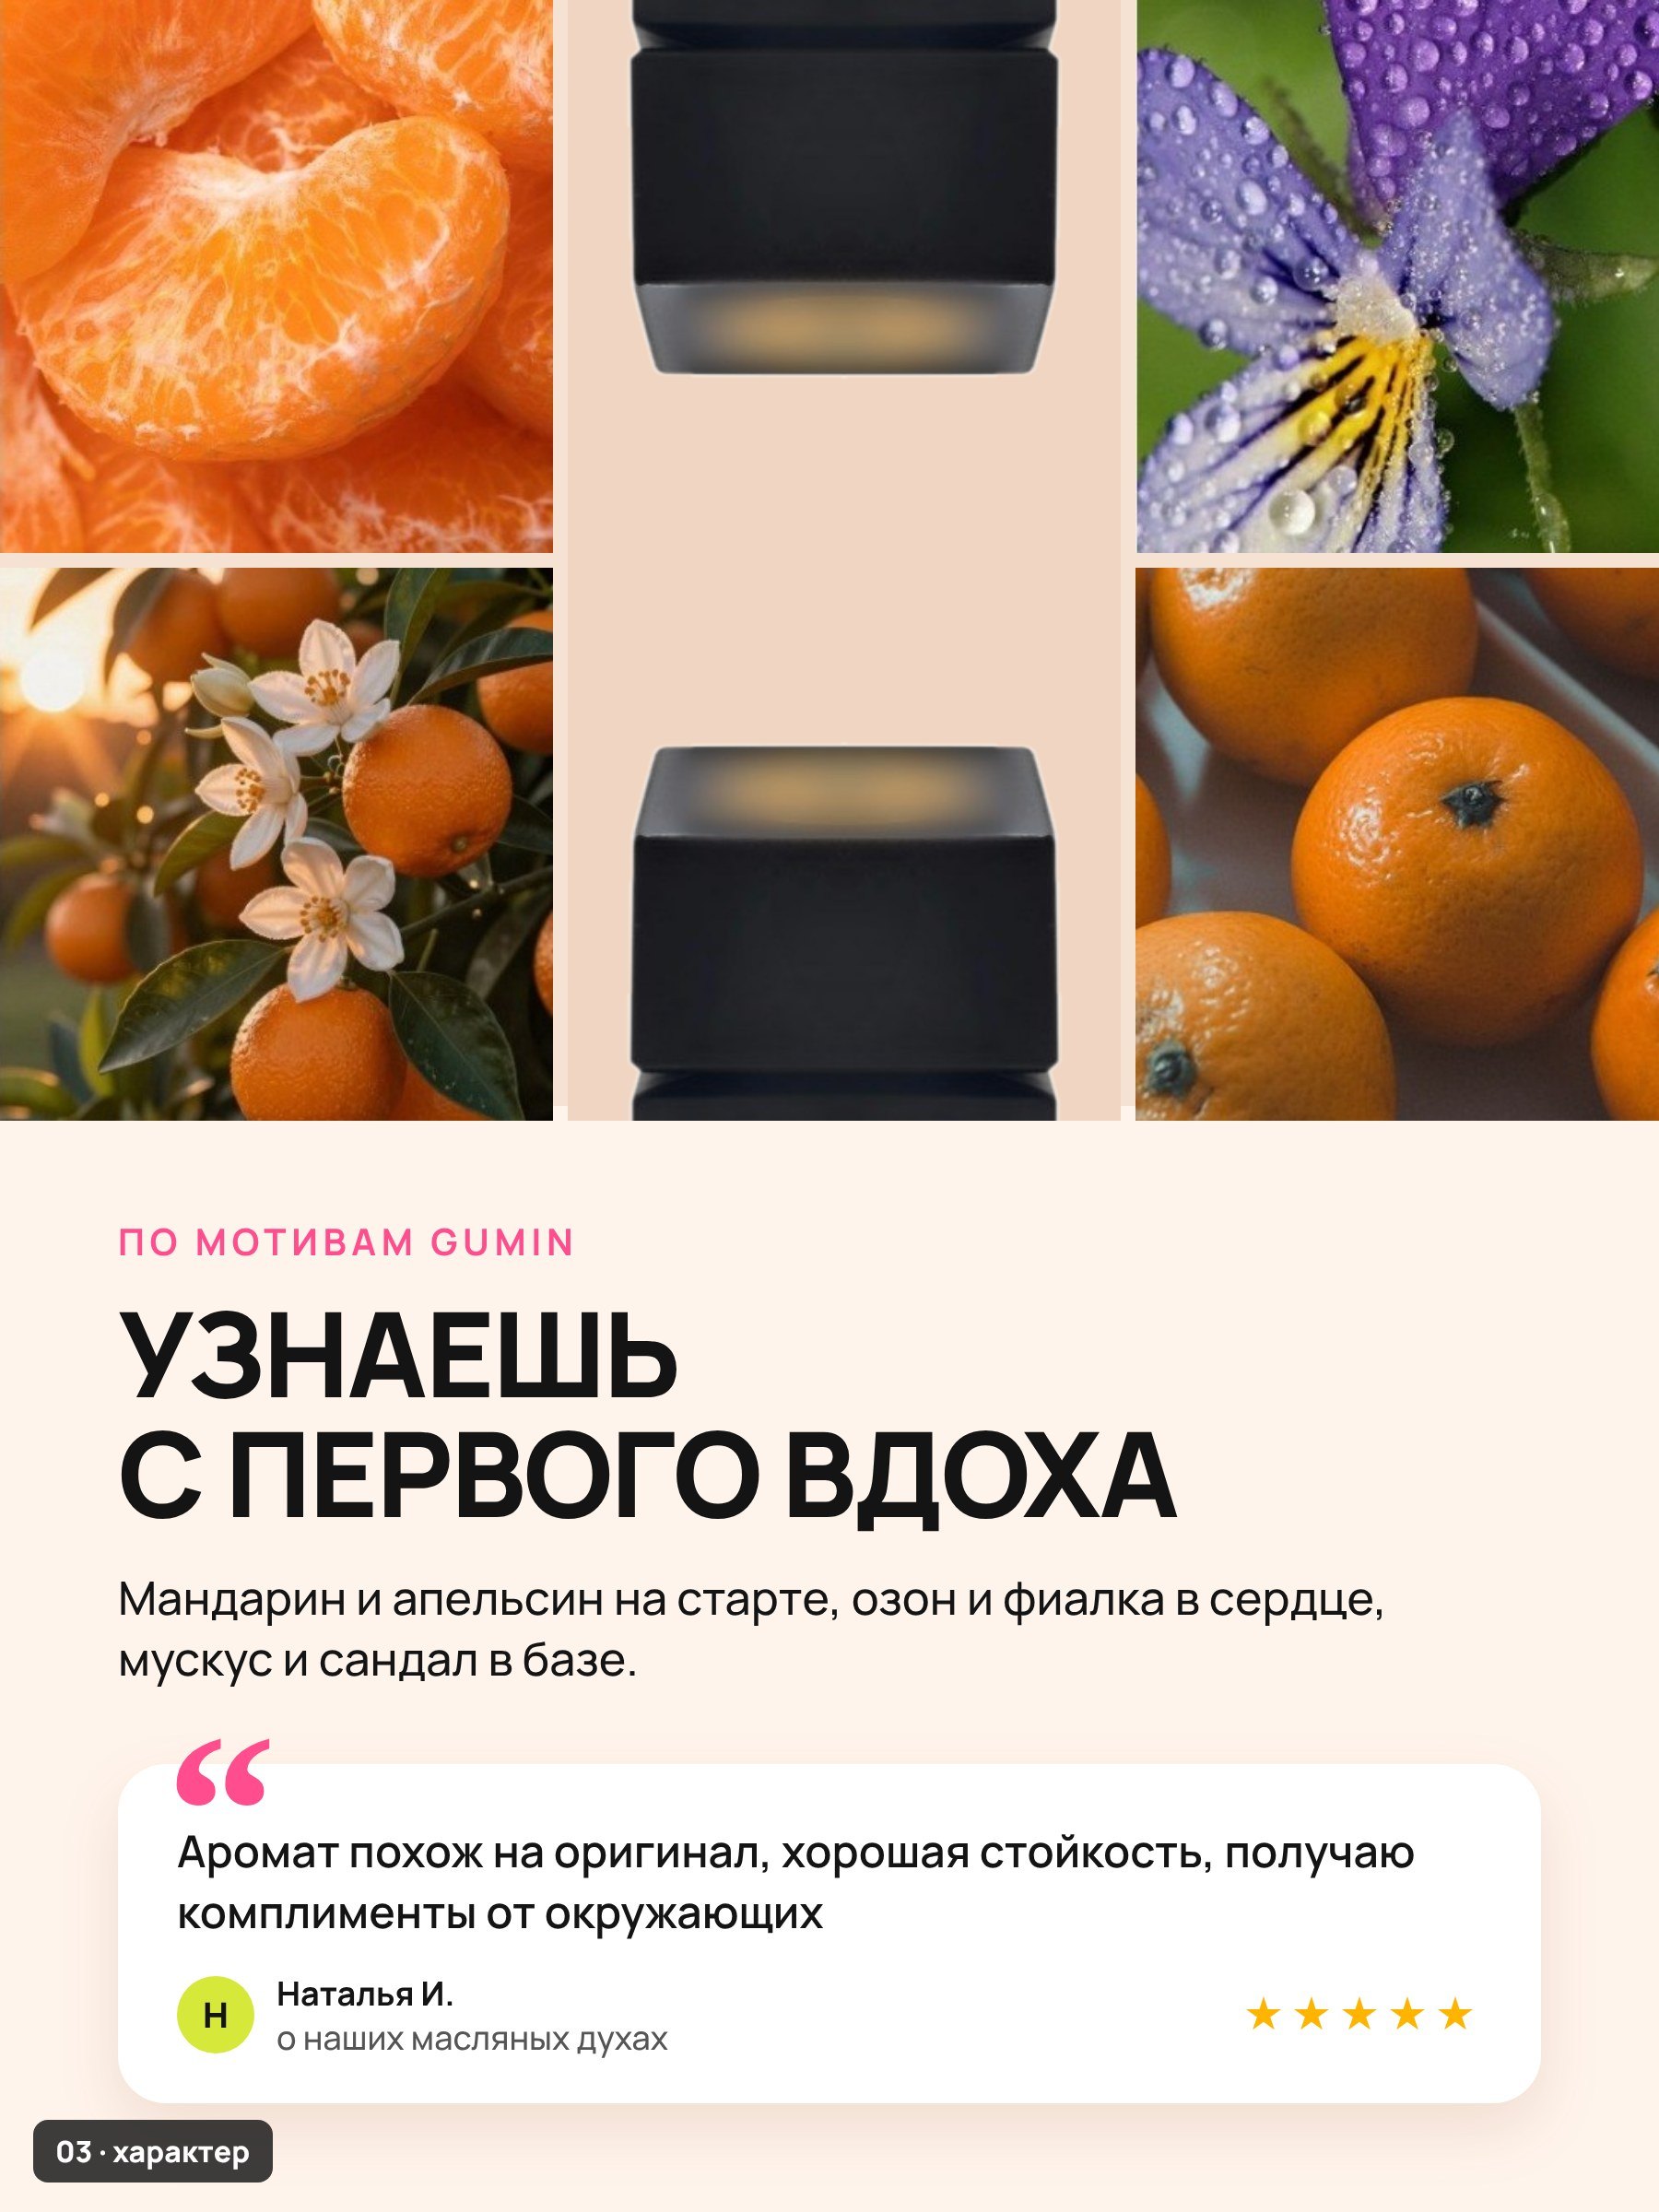 ПО МОТИВАМ GUMIN
УЗНАЕШЬ
С ПЕРВОГО ВДОХА
Мандарин и апельсин на старте, озон и фиалка в сердце,
мускус и сандал в базе.
“
Аромат похож на оригинал, хорошая стойкость, получаю
комплименты от окружающих
Н
Наталья И.
о наших масляных духах
★★★★★
03 · характер